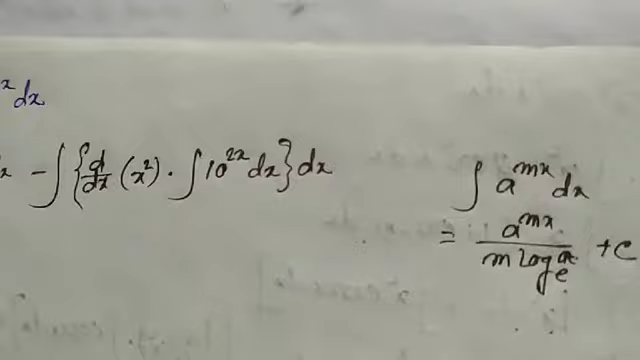 x dx
x - ∫ { d/dx (x²) · ∫ 10^2x dx } dx
∫ a^mx dx
= a^mx / m log_e a + c